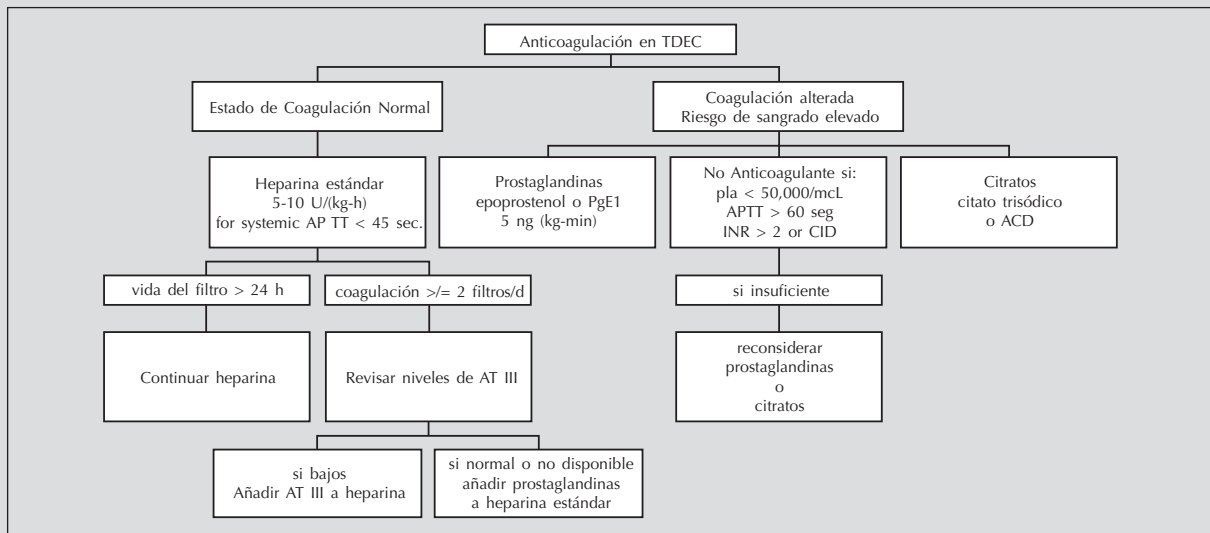 Anticoagulación en TDEC
Estado de Coagulación Normal
Coagulación alterada
Riesgo de sangrado elevado
Heparina estándar
5-10 U/(kg-h)
for systemic AP TT < 45 sec.
Prostaglandinas
epoprostenol o PgE1
5 ng (kg-min)
No Anticoagulante si:
pla < 50,000/mcL
APTT > 60 seg
INR > 2 or CID
Citratos
citato trisódico
o ACD
vida del filtro > 24 h
coagulación >/= 2 filtros/d
si insuficiente
Continuar heparina
Revisar niveles de AT III
reconsiderar
prostaglandinas
o
citratos
si bajos
Añadir AT III a heparina
si normal o no disponible
añadir prostaglandinas
a heparina estándar